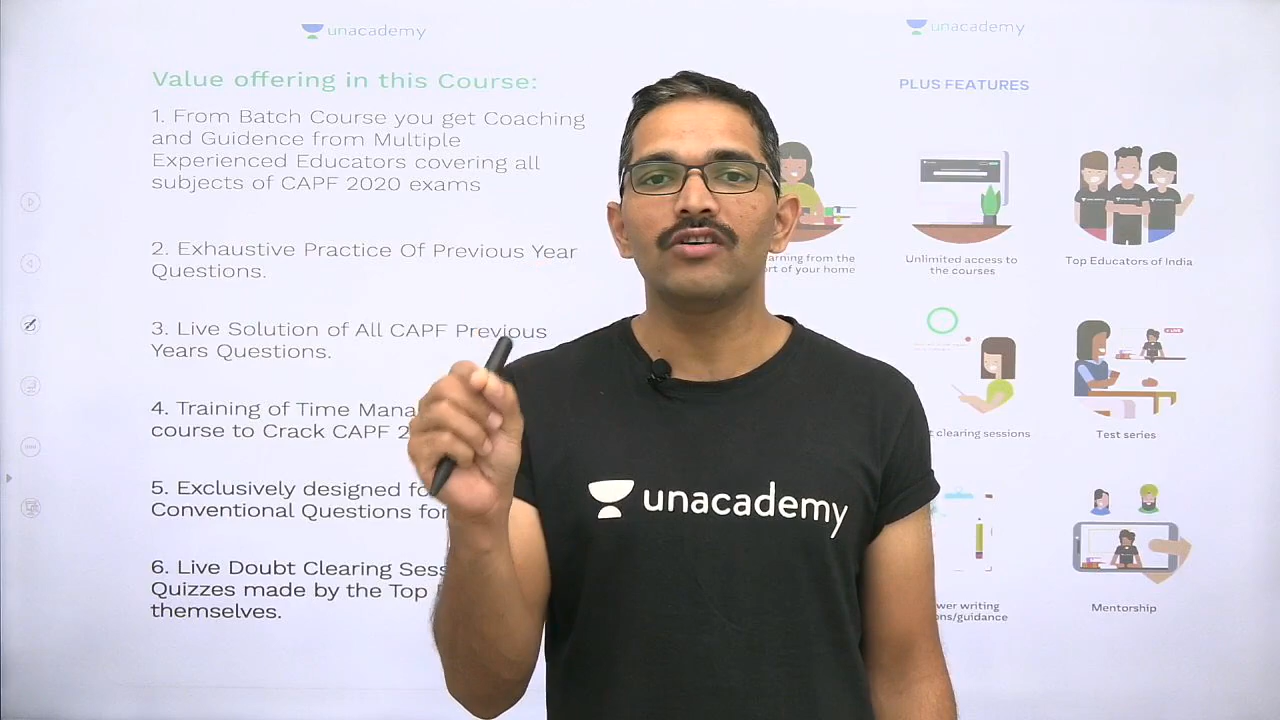 unacademy
unacademy
Value offering in this Course:
1. From Batch Course you get Coaching
and Guidence from Multiple
Experienced Educators covering all
subjects of CAPF 2020 exams
2. Exhaustive Practice Of Previous Year
Questions.
3. Live Solution of All CAPF Previous
Years Questions.
4. Training of Time Mana
course to Crack CAPF 2
5. Exclusively designed fo
Conventional Questions for
6. Live Doubt Clearing Sess
Quizzes made by the Top
themselves.
PLUS FEATURES
arning from the
ort of your home
Unlimited access to
the courses
Top Educators of India
t clearing sessions
Test series
wer writing
ons/guidance
Mentorship
LIVE
unacademy